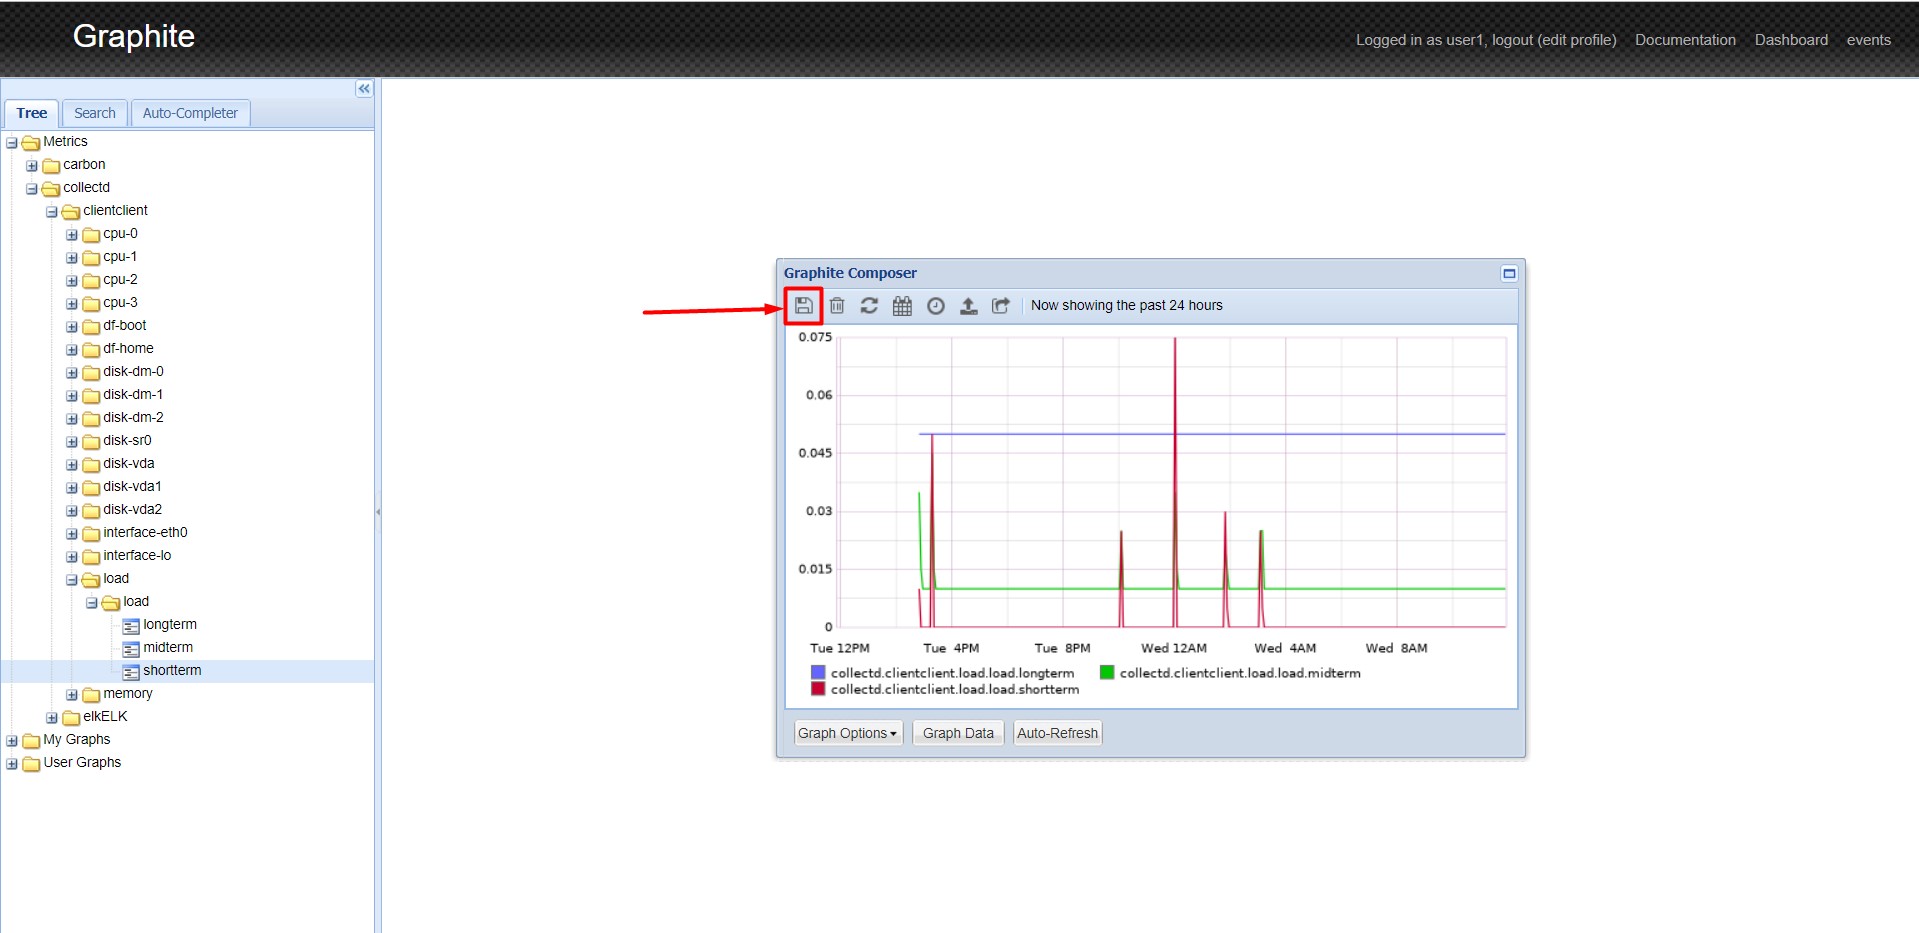 Graphite
Logged in as user1, logout (edit profile) Documentation Dashboard events
Tree Search Auto-Completer
Metrics
carbon
collectd
clientclient
cpu-0
cpu-1
cpu-2
cpu-3
df-boot
df-home
disk-dm-0
disk-dm-1
disk-dm-2
disk-sr0
disk-vda
disk-vda1
disk-vda2
interface-eth0
interface-lo
load
load
longterm
midterm
shortterm
memory
elkELK
My Graphs
User Graphs
Graphite Composer
Now showing the past 24 hours
0.075
0.06
0.045
0.03
0.015
0
Tue 12PM Tue 4PM Tue 8PM Wed 12AM Wed 4AM Wed 8AM
collectd.clientclient.load.load.longterm collectd.clientclient.load.load.midterm
collectd.clientclient.load.load.shortterm
Graph Options Graph Data Auto-Refresh